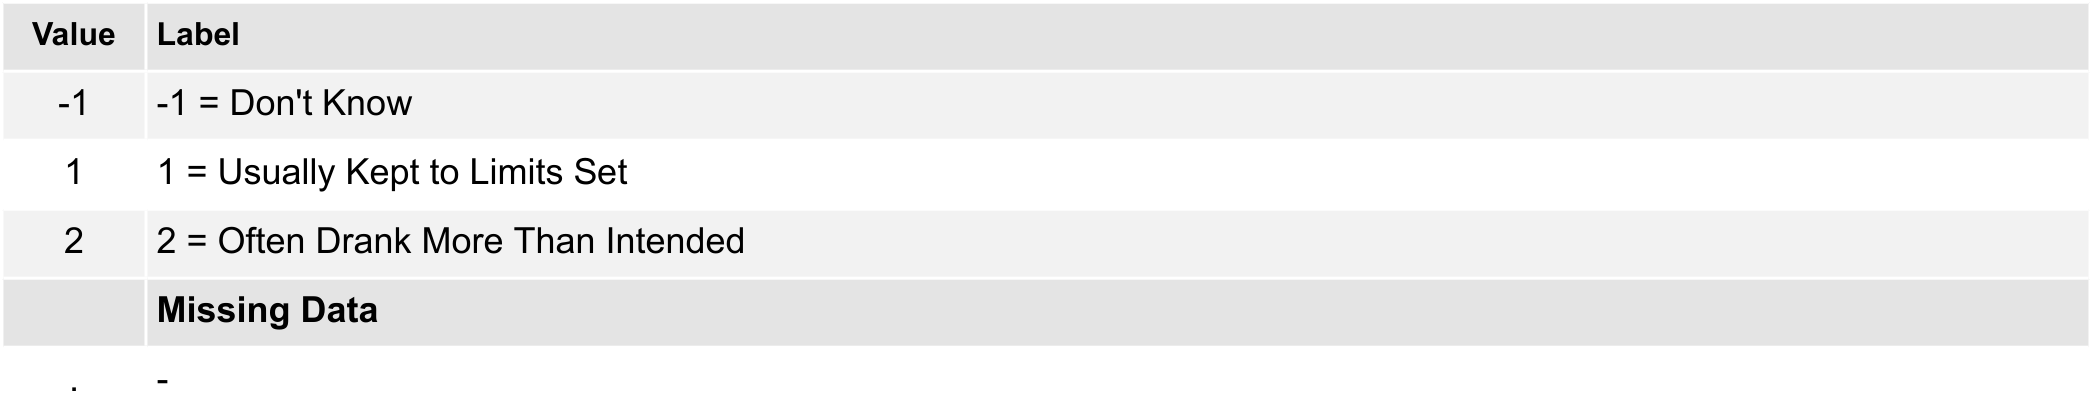 Value Label
-1 -1 = Don't Know
1 1 = Usually Kept to Limits Set
2 2 = Often Drank More Than Intended
Missing Data
. -